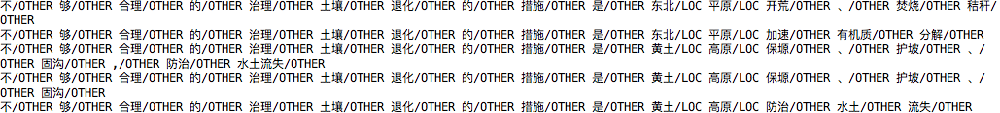 不/OTHER 够/OTHER 合理/OTHER 的/OTHER 治理/OTHER 土壤/OTHER 退化/OTHER 的/OTHER 措施/OTHER 是/OTHER 东北/LOC 平原/LOC 开荒/OTHER 、/OTHER 焚烧/OTHER 秸秆/
OTHER
不/OTHER 够/OTHER 合理/OTHER 的/OTHER 治理/OTHER 土壤/OTHER 退化/OTHER 的/OTHER 措施/OTHER 是/OTHER 东北/LOC 平原/LOC 加速/OTHER 有机质/OTHER 分解/OTHER
不/OTHER 够/OTHER 合理/OTHER 的/OTHER 治理/OTHER 土壤/OTHER 退化/OTHER 的/OTHER 措施/OTHER 是/OTHER 黄土/LOC 高原/LOC 保塬/OTHER 、/OTHER 护坡/OTHER 、/
OTHER 固沟/OTHER ,/OTHER 防治/OTHER 水土流失/OTHER
不/OTHER 够/OTHER 合理/OTHER 的/OTHER 治理/OTHER 土壤/OTHER 退化/OTHER 的/OTHER 措施/OTHER 是/OTHER 黄土/LOC 高原/LOC 保塬/OTHER 、/OTHER 护坡/OTHER 、/
OTHER 固沟/OTHER
不/OTHER 够/OTHER 合理/OTHER 的/OTHER 治理/OTHER 土壤/OTHER 退化/OTHER 的/OTHER 措施/OTHER 是/OTHER 黄土/LOC 高原/LOC 防治/OTHER 水土/OTHER 流失/OTHER